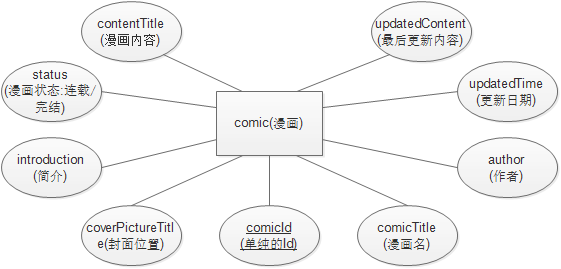 contentTitle
(漫画内容)
updatedContent
(最后更新内容)
status
(漫画状态:连载/
完结)
updatedTime
(更新日期)
comic(漫画)
introduction
(简介)
author
(作者)
coverPictureTitl
e(封面位置)
comicId
(单纯的Id)
comicTitle
(漫画名)